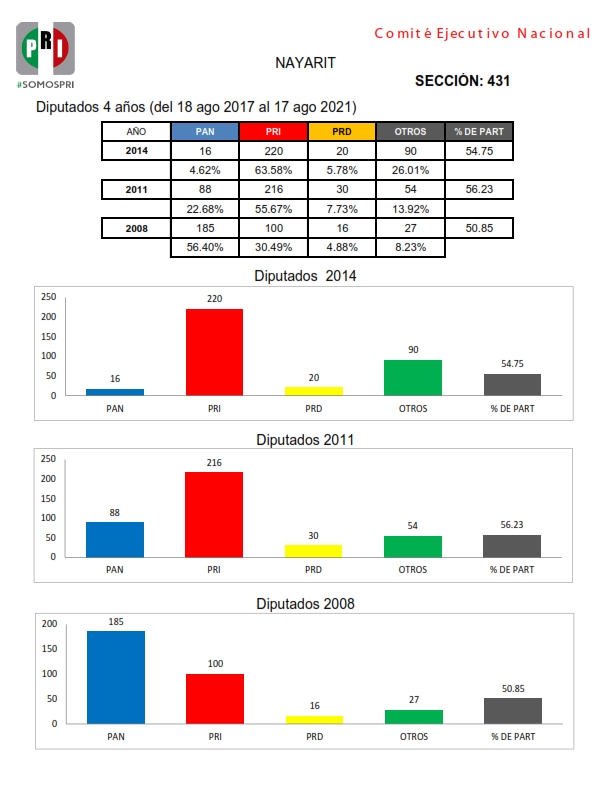 Comité Ejecutivo Nacional
PRI
#SOMOSPRI
NAYARIT
SECCIÓN: 431
Diputados 4 años (del 18 ago 2017 al 17 ago 2021)
AÑO PAN PRI PRD OTROS % DE PART
2014 16 220 20 90 54.75
4.62% 63.58% 5.78% 26.01%
2011 88 216 30 54 56.23
22.68% 55.67% 7.73% 13.92%
2008 185 100 16 27 50.85
56.40% 30.49% 4.88% 8.23%
Diputados 2014
250
200
150
100
50
0
16 220 20 90 54.75
PAN PRI PRD OTROS % DE PART
Diputados 2011
250
200
150
100
50
0
88 216 30 54 56.23
PAN PRI PRD OTROS % DE PART
Diputados 2008
200
150
100
50
0
185 100 16 27 50.85
PAN PRI PRD OTROS % DE PART